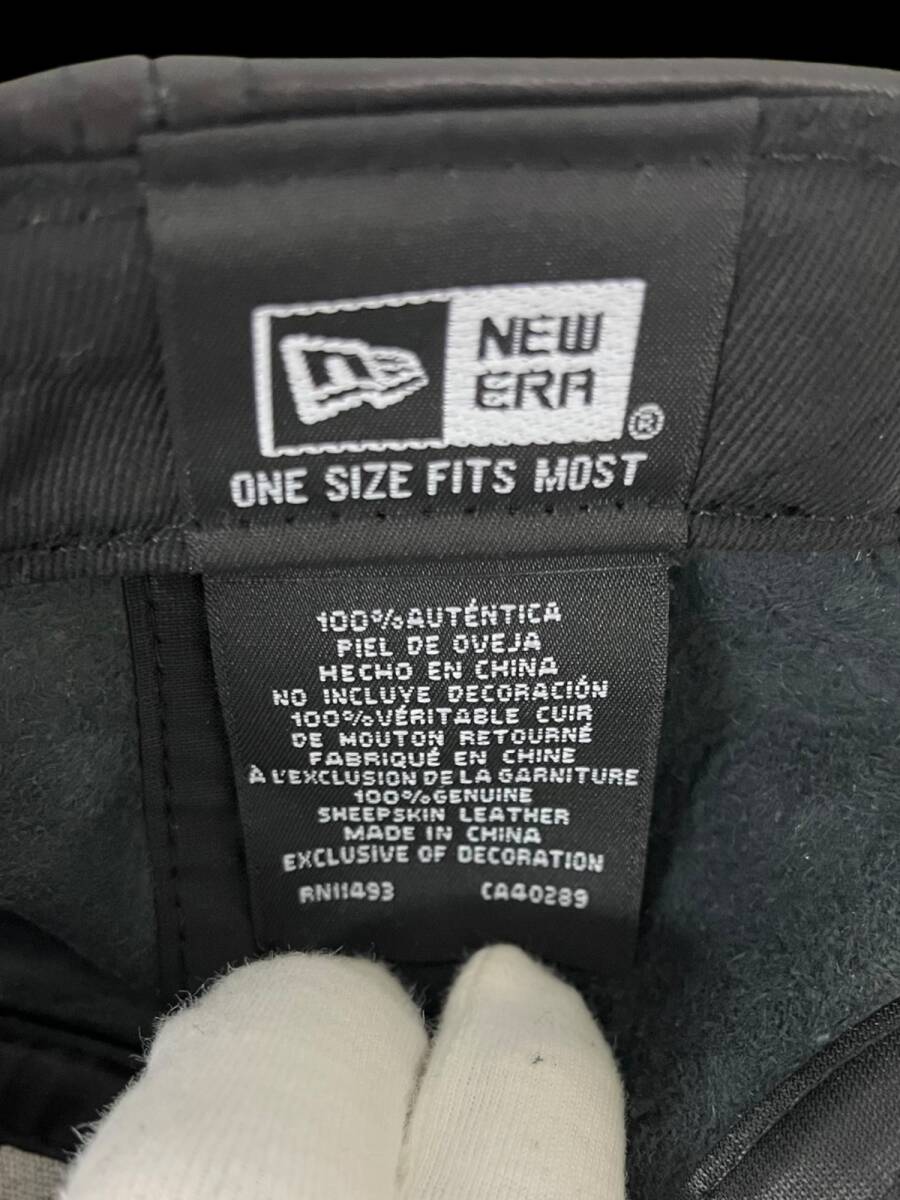 NEW
ERA
®
ONE SIZE FITS MOST
100% AUTÉNTICA
PIEL DE OVEJA
HECHO EN CHINA
NO INCLUYE DECORACIÓN
100% VÉRITABLE CUIR
DE MOUTON RETOURNÉ
FABRIQUÉ EN CHINE
À L'EXCLUSION DE LA GARNITURE
100% GENUINE
SHEEPSKIN LEATHER
MADE IN CHINA
EXCLUSIVE OF DECORATION
RN11493 CA40289